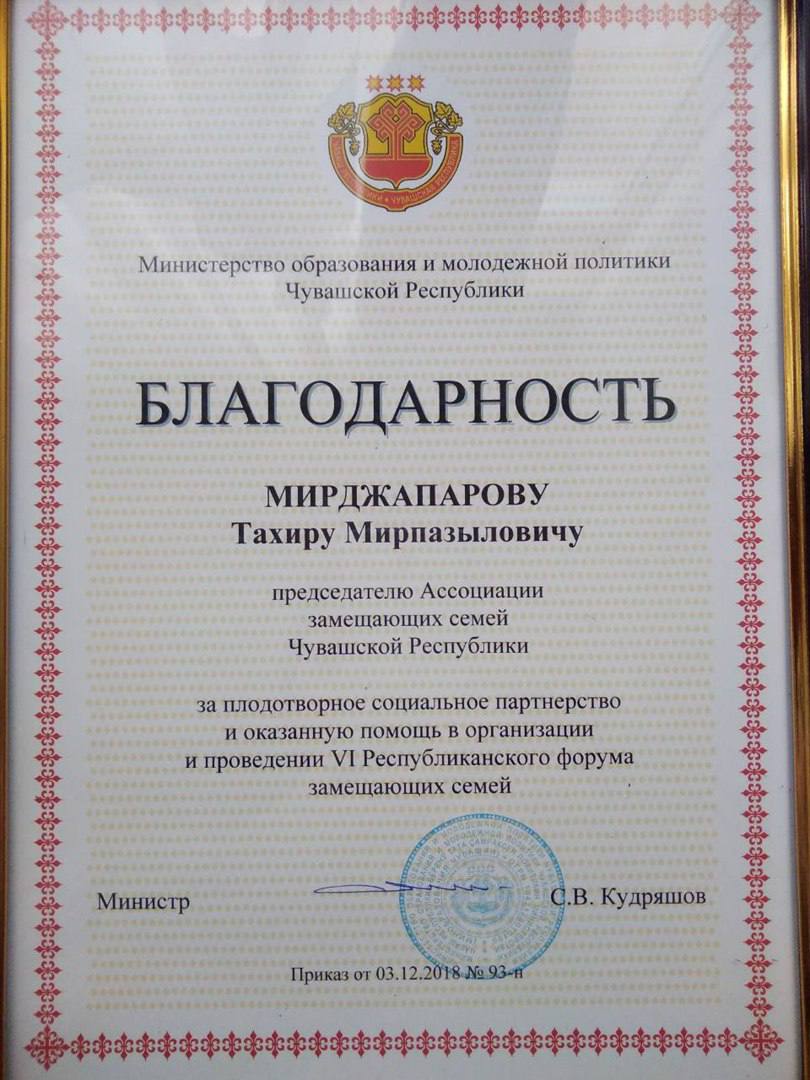 ЧУВАШСКАЯ РЕСПУБЛИКА
Министерство образования и молодежной политики
Чувашской Республики
БЛАГОДАРНОСТЬ
МИРДЖАПАРОВУ
Тахиру Мирпазыловичу
председателю Ассоциации
замещающих семей
Чувашской Республики
за плодотворное социальное партнерство
и оказанную помощь в организации
и проведении VI Республиканского форума
замещающих семей
Министр
С.В. Кудряшов
Приказ от 03.12.2018 № 93-п